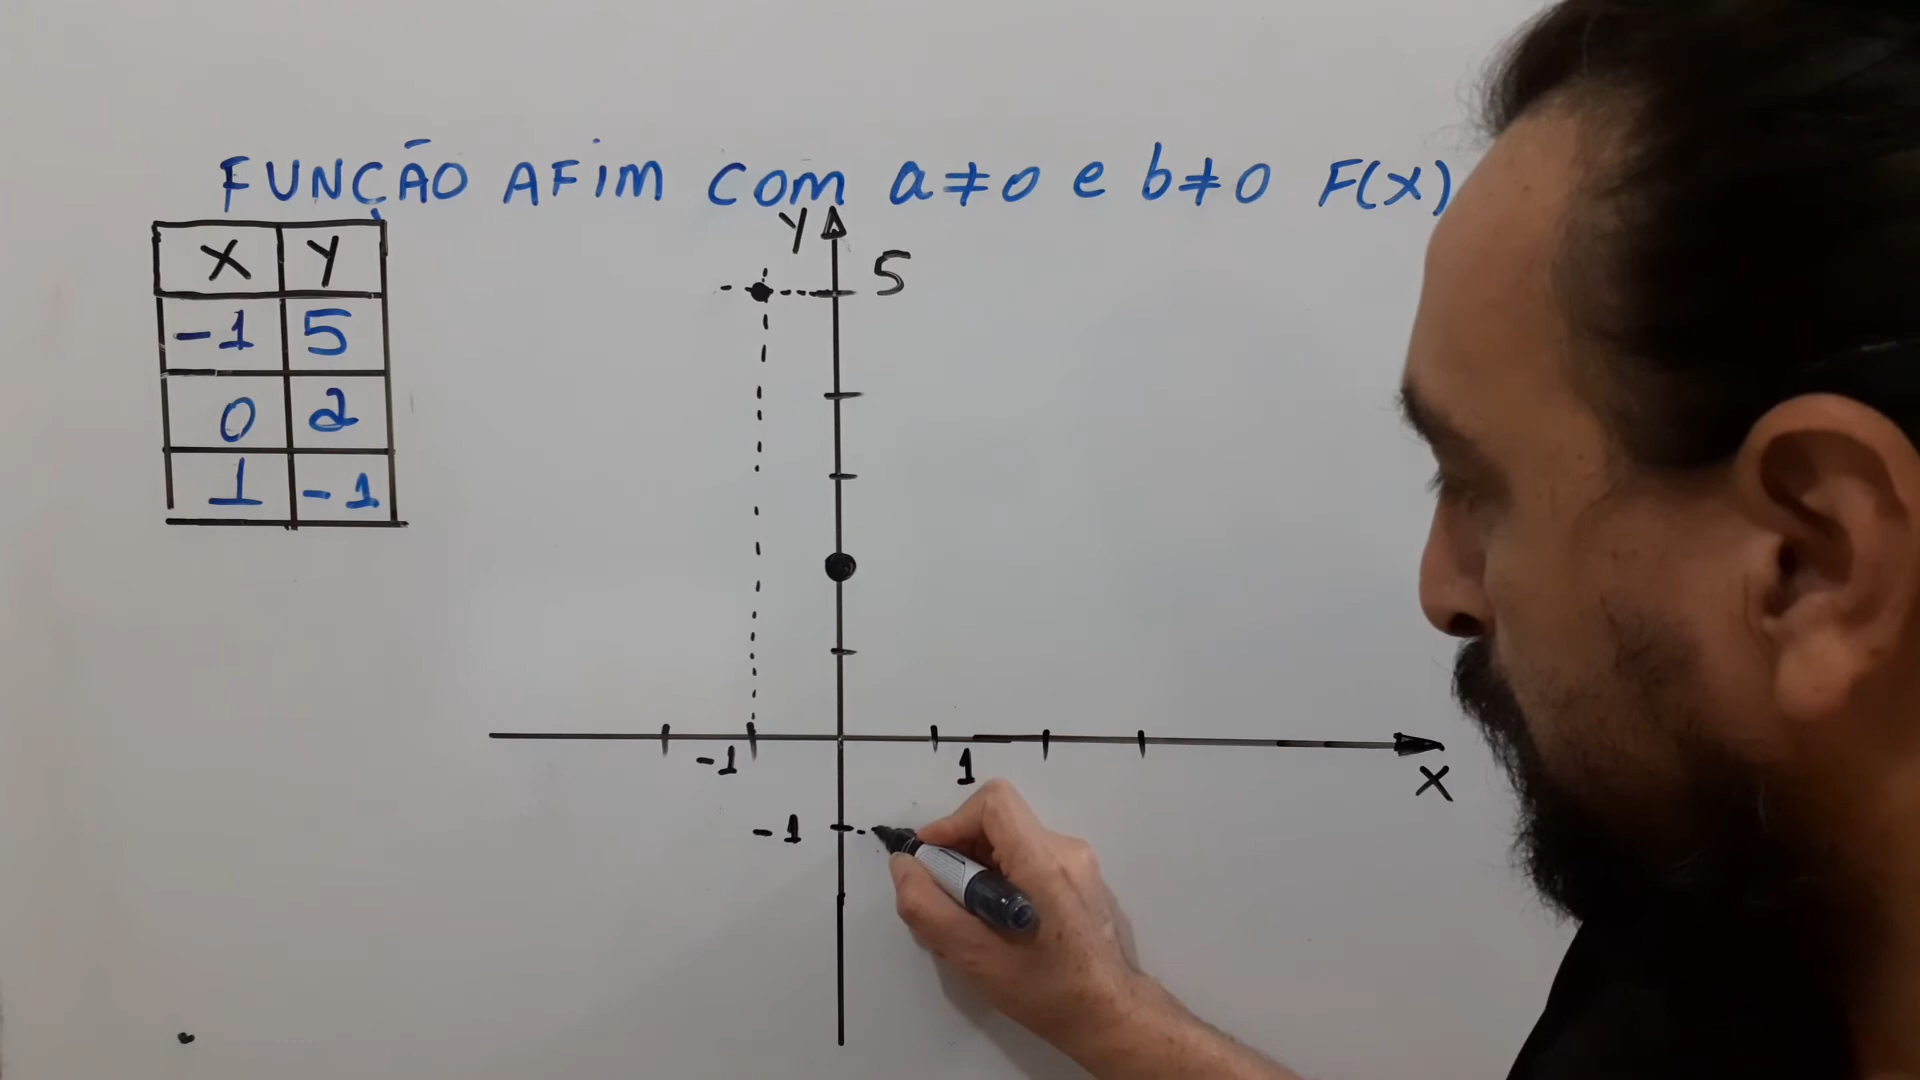 FUNÇÃO AFIM COM a≠0 e b≠0 F(X)
X Y
-1 5
0 2
1 -1
Y
5
-1 1
X
-1